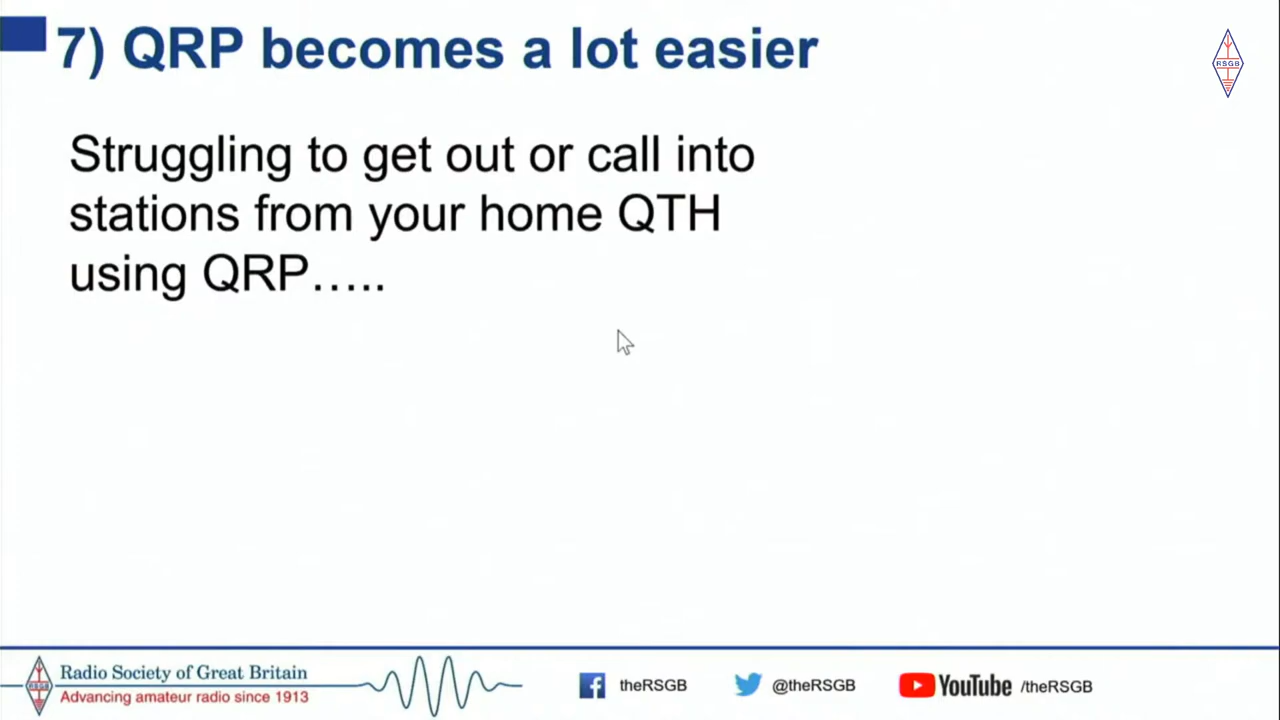 7) QRP becomes a lot easier
RSGB
Struggling to get out or call into
stations from your home QTH
using QRP…..
RSGB
Radio Society of Great Britain
Advancing amateur radio since 1913
theRSGB
@theRSGB
YouTube /theRSGB